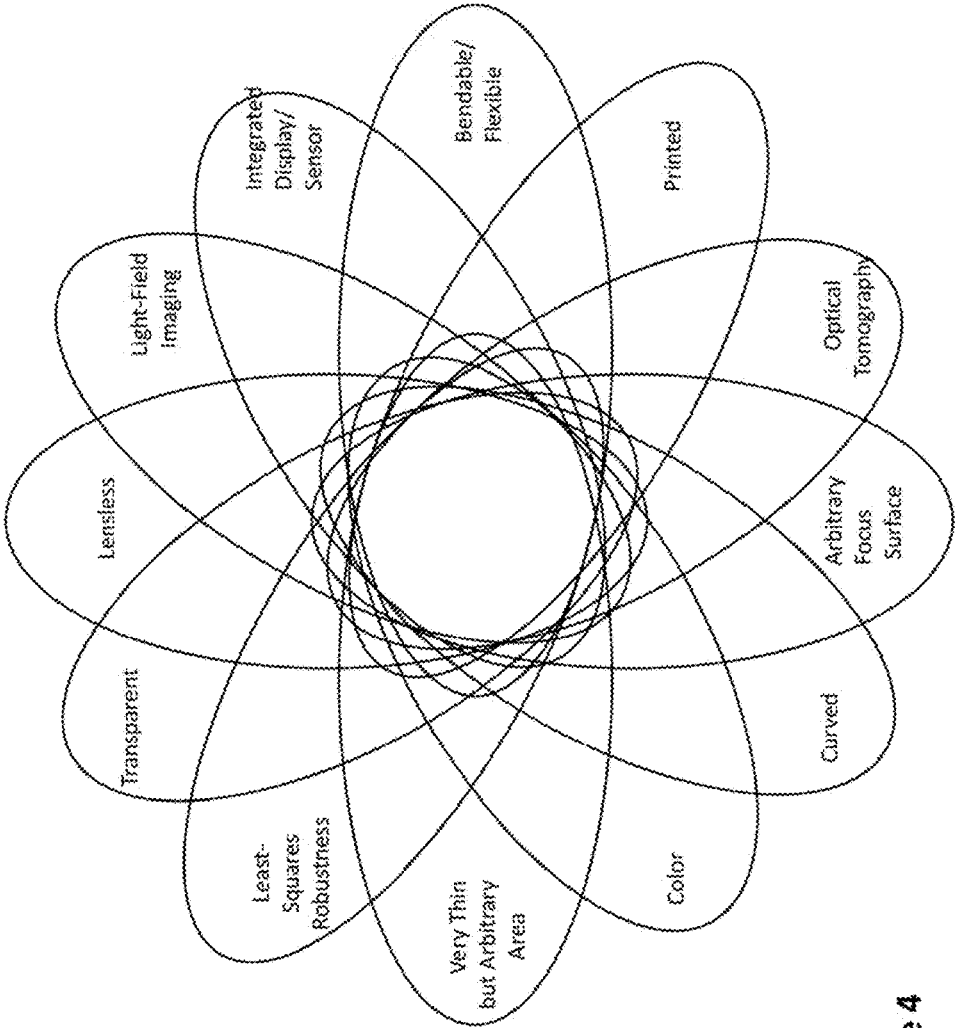 Lensless
Transparent
Light-Field
Imaging
Least-
Squares
Robustness
Integrated
Display/
Sensor
Very Thin
but Arbitrary
Area
Bendable/
Flexible
Color
Printed
Curved
Arbitrary
Focus
Surface
Optical
Tomography
4